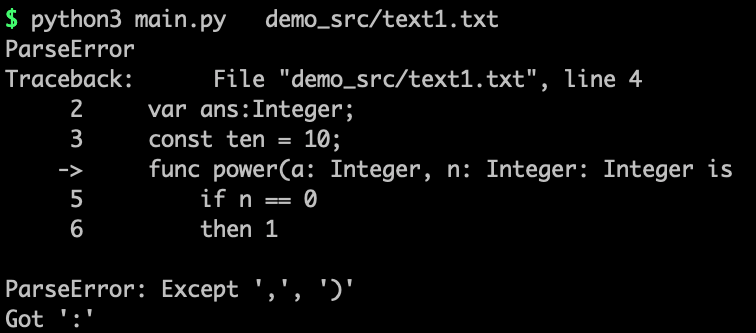 $ python3 main.py   demo_src/text1.txt
ParseError
Traceback:      File "demo_src/text1.txt", line 4
     2     var ans:Integer;
     3     const ten = 10;
    ->     func power(a: Integer, n: Integer: Integer is
     5         if n == 0
     6         then 1
ParseError: Except ',', ')'
Got ':'